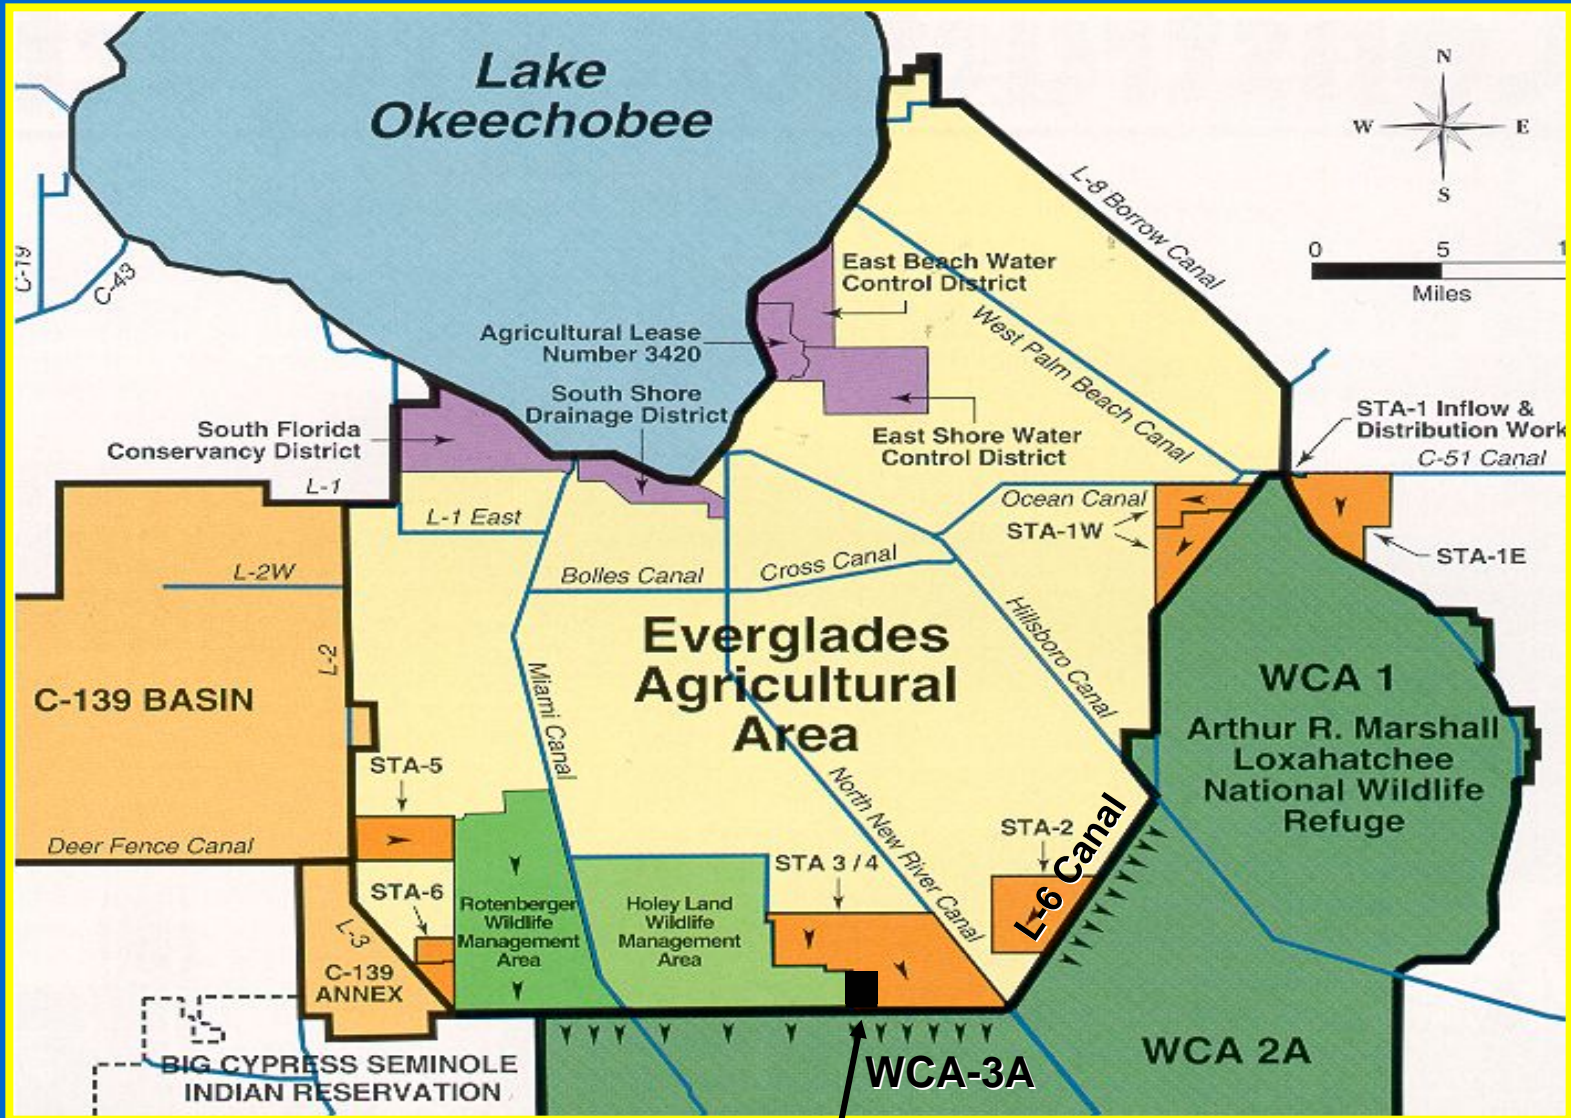 Lake
Okeechobee
N
W
E
S
0
5
1
Miles
L-8 Borrow Canal
C-19
C-43
East Beach Water
Control District
Agricultural Lease
Number 3420
West Palm Beach Canal
South Shore
Drainage District
South Florida
Conservancy District
East Shore Water
Control District
STA-1 Inflow &
Distribution Work
C-51 Canal
L-1
L-1 East
Ocean Canal
STA-1W
STA-1E
L-2W
Bolles Canal
Cross Canal
Hillsboro Canal
Everglades
Agricultural
Area
L-2
Miami Canal
C-139 BASIN
WCA 1
Arthur R. Marshall
Loxahatchee
National Wildlife
Refuge
STA-5
North New River Canal
STA-2
L-6 Canal
Deer Fence Canal
STA 3/4
STA-6
Rotenberger
Wildlife
Management
Area
Holey Land
Wildlife
Management
Area
L-3
C-139
ANNEX
BIG CYPRESS SEMINOLE
INDIAN RESERVATION
WCA-3A
WCA 2A